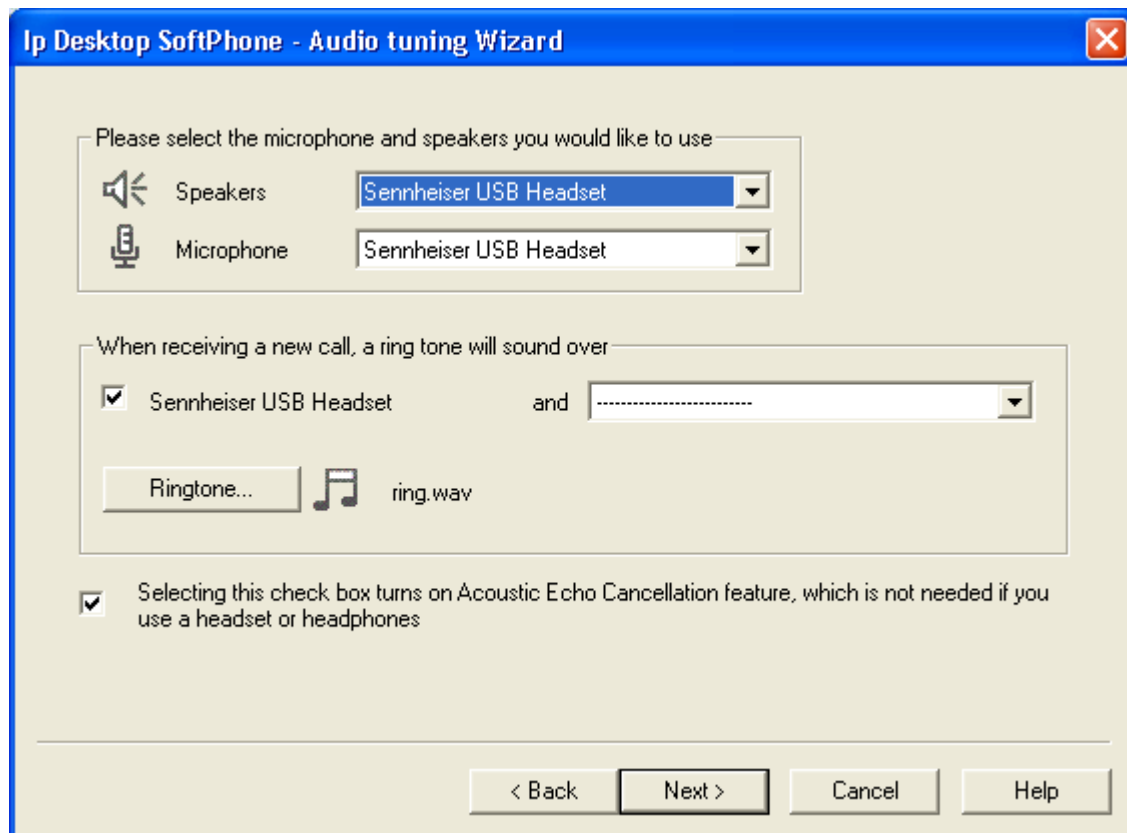 Ip Desktop SoftPhone - Audio tuning Wizard
Please select the microphone and speakers you would like to use
Speakers Sennheiser USB Headset
Microphone Sennheiser USB Headset
When receiving a new call, a ring tone will sound over
Sennheiser USB Headset and --------------------------
Ringtone... ring.wav
Selecting this check box turns on Acoustic Echo Cancellation feature, which is not needed if you
use a headset or headphones
< Back Next > Cancel Help